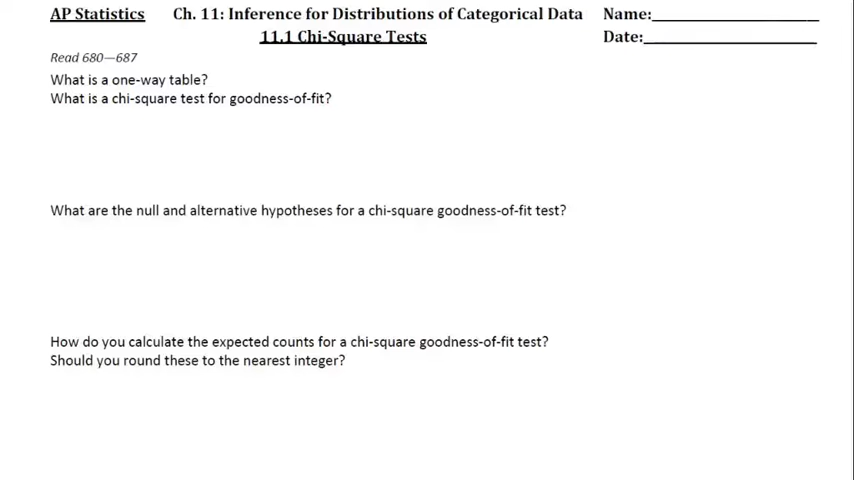 AP Statistics Ch. 11: Inference for Distributions of Categorical Data Name:____________________
11.1 Chi-Square Tests Date:_____________________
Read 680—687
What is a one-way table?
What is a chi-square test for goodness-of-fit?
What are the null and alternative hypotheses for a chi-square goodness-of-fit test?
How do you calculate the expected counts for a chi-square goodness-of-fit test?
Should you round these to the nearest integer?